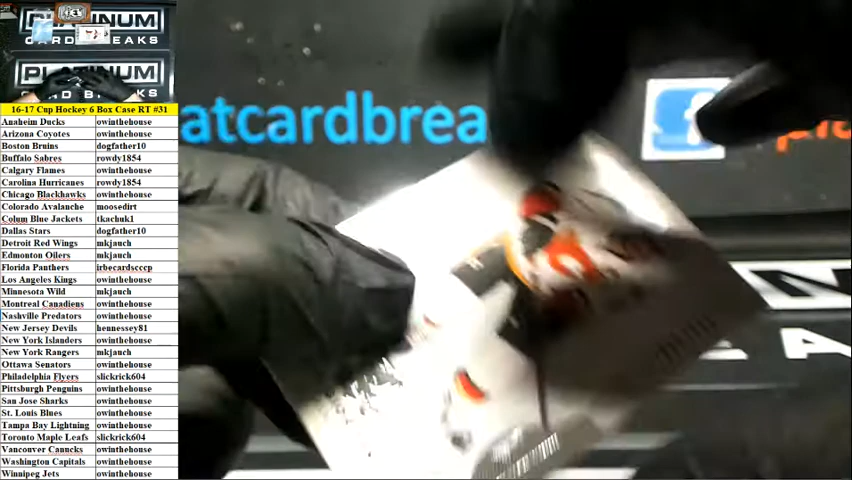 PLATINUM
CARD BREAKS
PLATINUM
CARD BREAKS
16-17 Cup Hockey 6 Box Case RT #31
Anaheim Ducks owinthehouse
Arizona Coyotes owinthehouse
Boston Bruins dogfather10
Buffalo Sabres rowdy1854
Calgary Flames owinthehouse
Carolina Hurricanes rowdy1854
Chicago Blackhawks owinthehouse
Colorado Avalanche moosedirt
Colum Blue Jackets tkachuk1
Dallas Stars dogfather10
Detroit Red Wings mkjauch
Edmonton Oilers mkjauch
Florida Panthers irbecardscccp
Los Angeles Kings owinthehouse
Minnesota Wild mkjauch
Montreal Canadiens owinthehouse
Nashville Predators owinthehouse
New Jersey Devils hennessey81
New York Islanders owinthehouse
New York Rangers mkjauch
Ottawa Senators owinthehouse
Philadelphia Flyers slickrick604
Pittsburgh Penguins owinthehouse
San Jose Sharks owinthehouse
St. Louis Blues owinthehouse
Tampa Bay Lightning owinthehouse
Toronto Maple Leafs slickrick604
Vancouver Canucks owinthehouse
Washington Capitals owinthehouse
Winnipeg Jets owinthehouse
atcardbrea
f